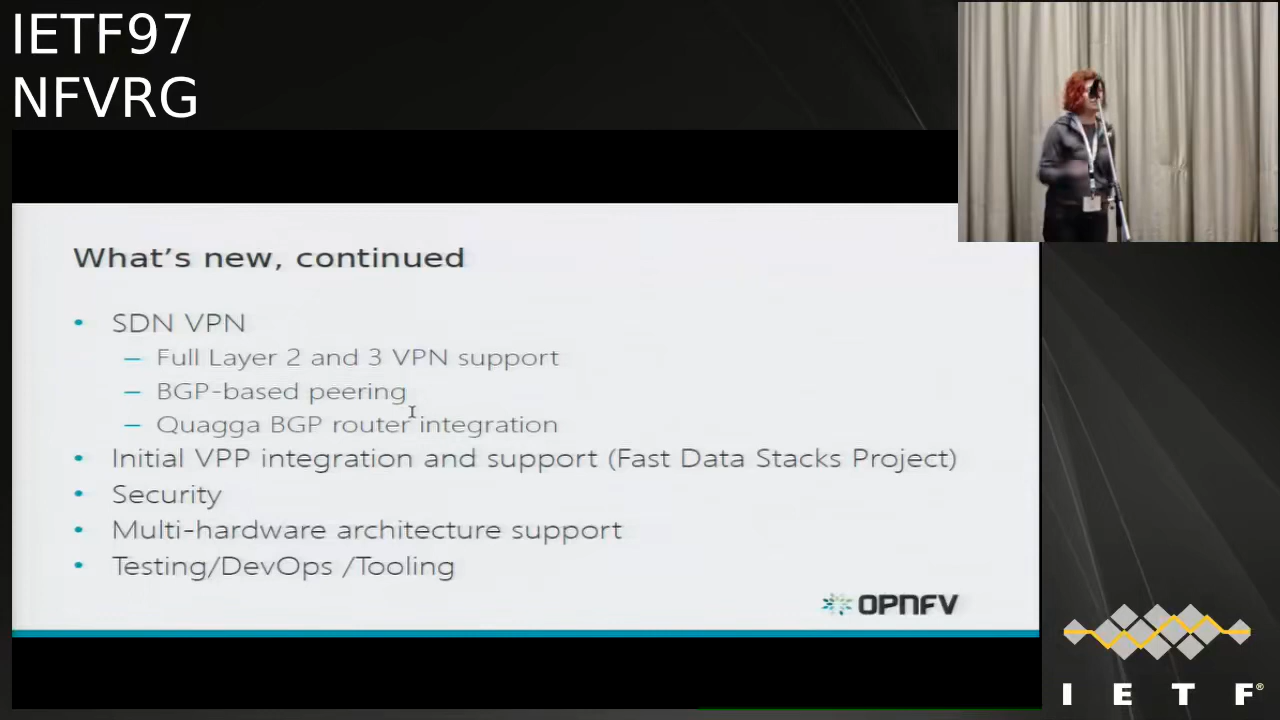 IETF97
NFVRG
What's new, continued
• SDN VPN
– Full Layer 2 and 3 VPN support
– BGP-based peering
– Quagga BGP router integration
• Initial VPP integration and support (Fast Data Stacks Project)
• Security
• Multi-hardware architecture support
• Testing/DevOps /Tooling
OPNFV
I E T F®